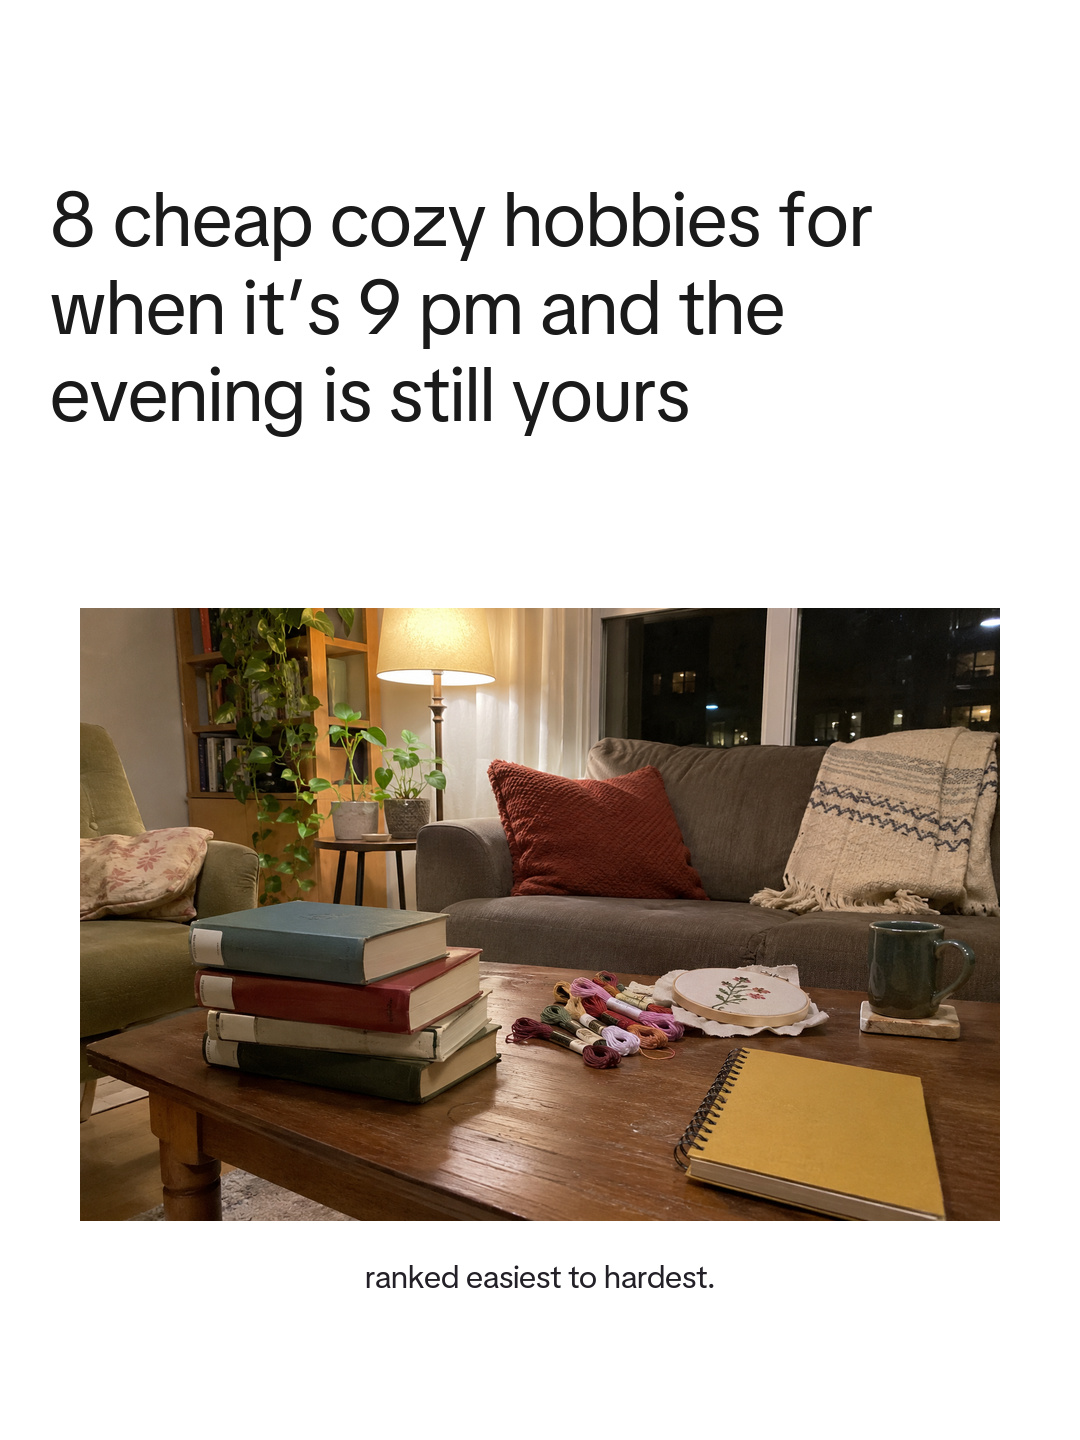 8 cheap cozy hobbies for
when it’s 9 pm and the
evening is still yours
ranked easiest to hardest.